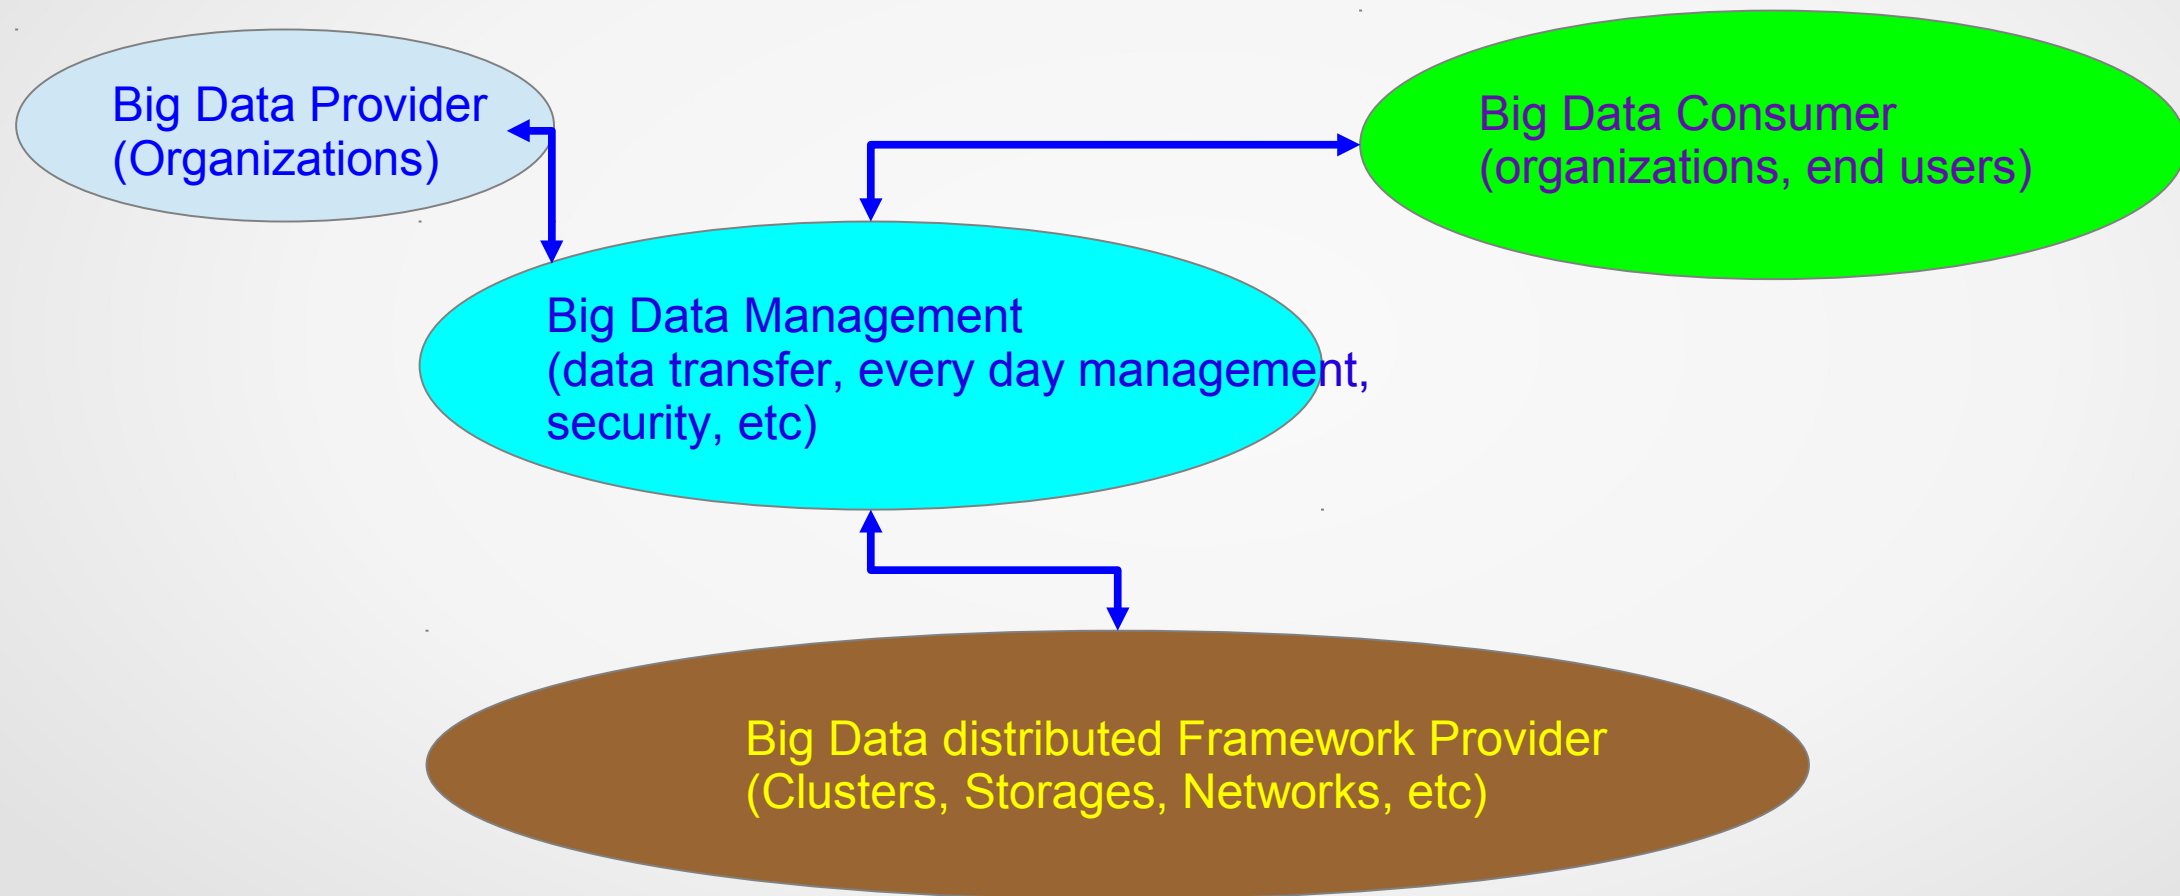 Big Data Provider
(Organizations)
Big Data Consumer
(organizations, end users)
Big Data Management
(data transfer, every day management,
security, etc)
Big Data distributed Framework Provider
(Clusters, Storages, Networks, etc)